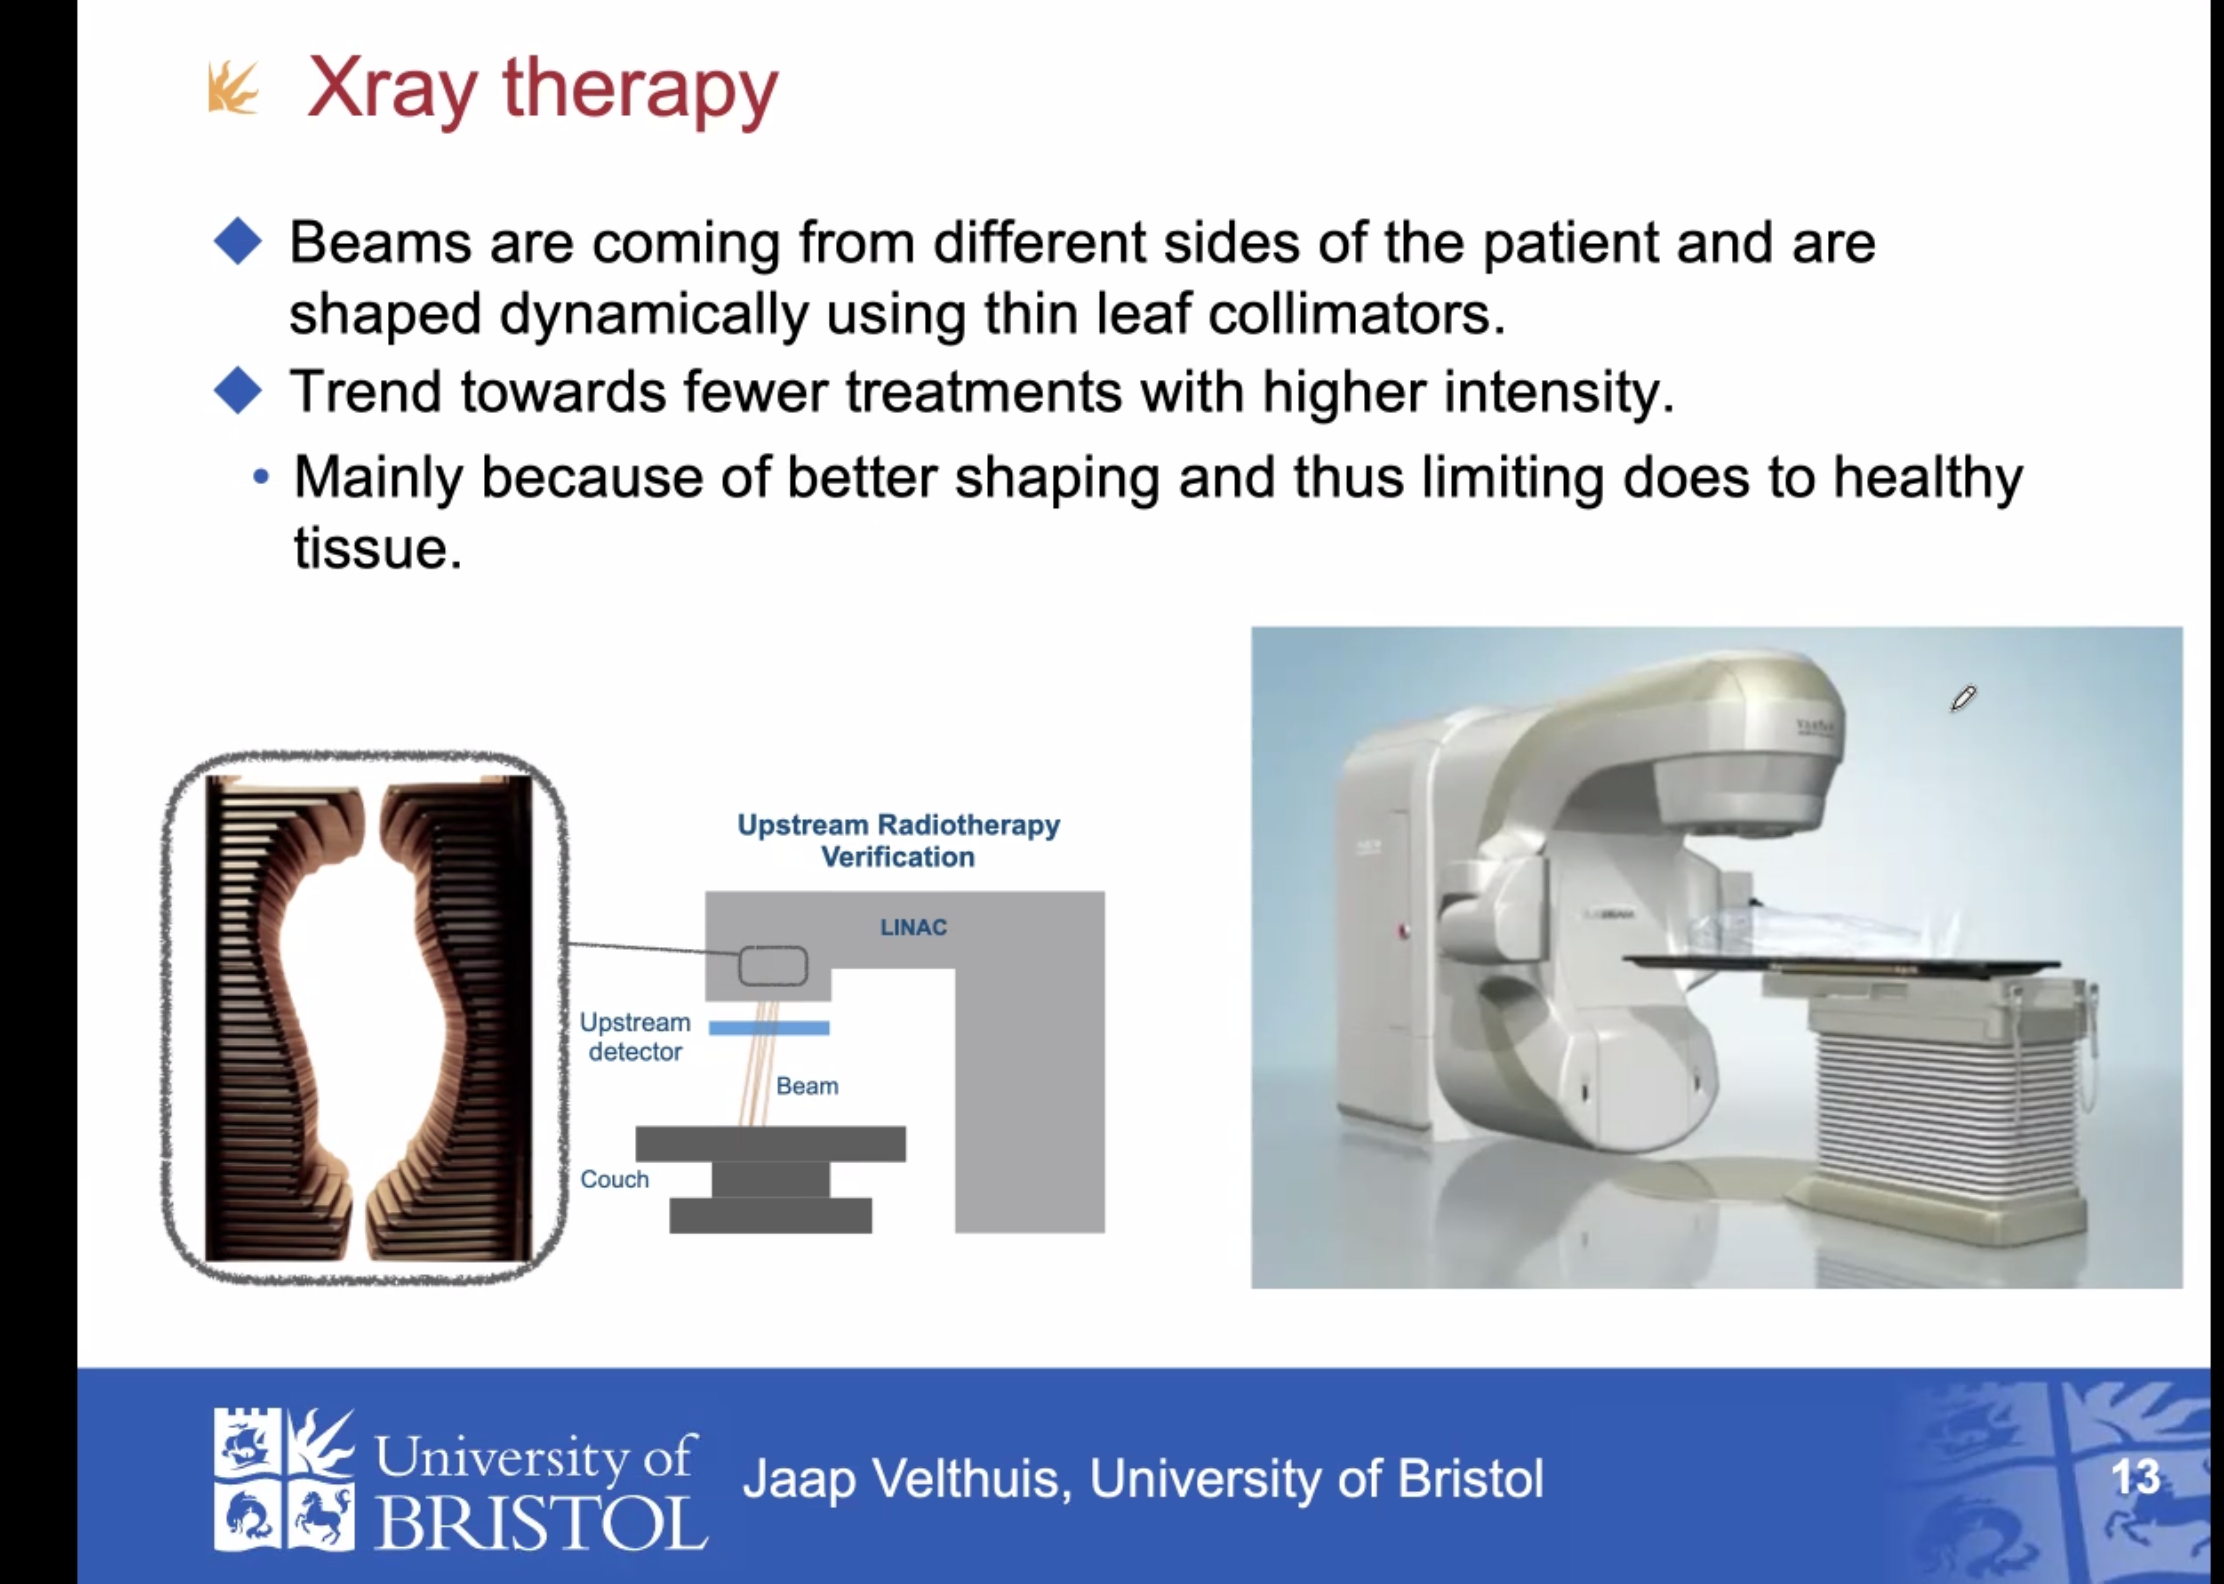 Xray therapy
Beams are coming from different sides of the patient and are
shaped dynamically using thin leaf collimators.
Trend towards fewer treatments with higher intensity.
Mainly because of better shaping and thus limiting does to healthy
tissue.
Upstream Radiotherapy
Verification
LINAC
Upstream
detector
Beam
Couch
University of
BRISTOL
Jaap Velthuis, University of Bristol
13